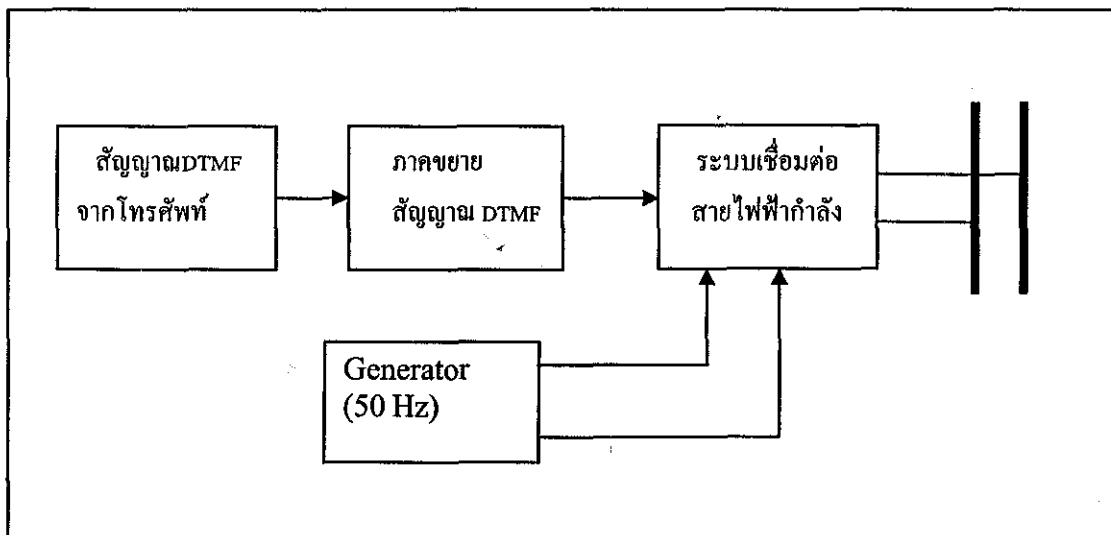 สัญญาณDTMF
จากโทรศัพท์
ภาคขยาย
สัญญาณ DTMF
ระบบเชื่อมต่อ
สายไฟฟ้ากำลัง
Generator
(50 Hz)